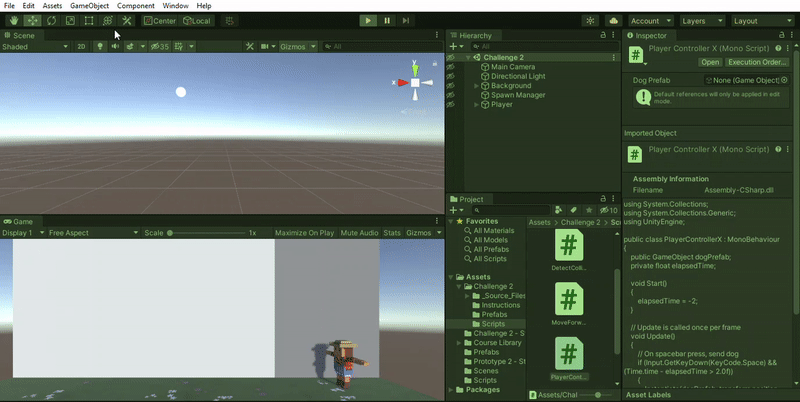 File Edit Assets GameObject Component Window Help
Center Local
Account Layers Layout
Scene
Shaded 2D 35 Gizmos All
y
x
Game
Display 1 Free Aspect Scale 1x Maximize On Play Mute Audio Stats Gizmos
Hierarchy
All
Challenge 2
Main Camera
Directional Light
Background
Spawn Manager
Player
Project
10
Favorites
All Materials
All Models
All Prefabs
All Scripts
Assets
Challenge 2
_Source_Files
Instructions
Prefabs
Scripts
Challenge 2 - St
Course Library
Prefabs
Prototype 2 - St
Scenes
Scripts
Packages
Assets > Challenge 2 > Scr
DetectColli...
MoveForw...
PlayerCont...
Assets/Chal
Inspector
Player Controller X (Mono Script)
Open Execution Order...
Dog Prefab None (Game Object)
Default references will only be applied in edit mode.
Imported Object
Player Controller X (Mono Script)
Assembly Information
Filename Assembly-CSharp.dll
using System.Collections;
using System.Collections.Generic;
using UnityEngine;
public class PlayerControllerX : MonoBehaviour
{
public GameObject dogPrefab;
private float elapsedTime;
void Start()
{
elapsedTime = -2;
}
// Update is called once per frame
void Update()
{
// On spacebar press, send dog
if (Input.GetKeyDown(KeyCode.Space) &&
(Time.time - elapsedTime > 2.0f))
{
Asset Labels